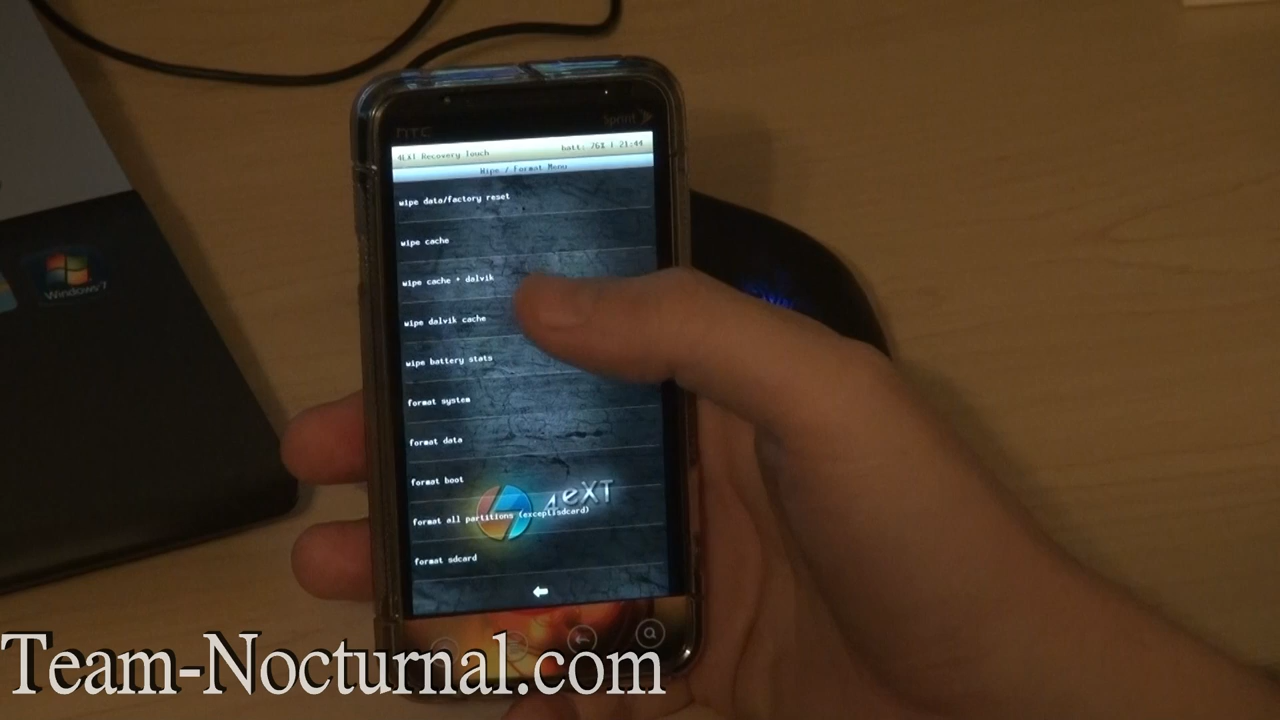 hTC
Sprint
4EXT Recovery Touch
batt: 76% | 21:44
Wipe / Format Menu
wipe data/factory reset
wipe cache
wipe cache + dalvik
wipe dalvik cache
wipe battery stats
format system
format data
format boot
4eXT
format all partitions (except sdcard)
format sdcard
Windows 7
Team-Nocturnal.com